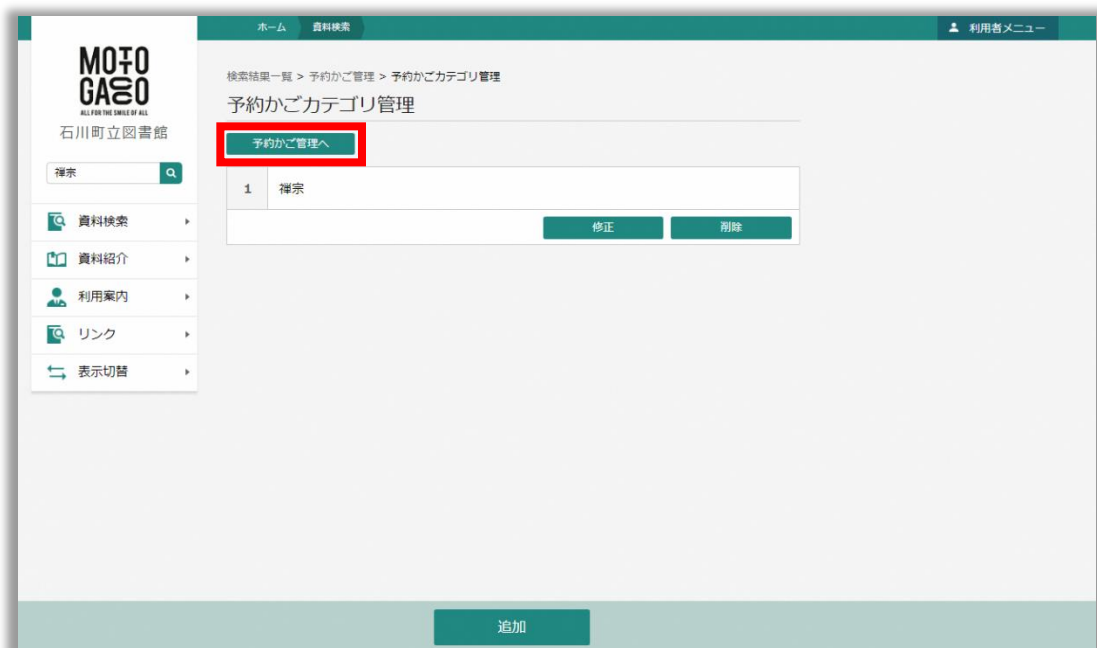 ホーム 資料検索 利用者メニュー
MOTO
GACO
ALL FOR THE SMILE OF ALL
石川町立図書館
禅宗
資料検索
資料紹介
利用案内
リンク
表示切替
検索結果一覧 > 予約かご管理 > 予約かごカテゴリ管理
予約かごカテゴリ管理
予約かご管理へ
1 禅宗
修正 削除
追加